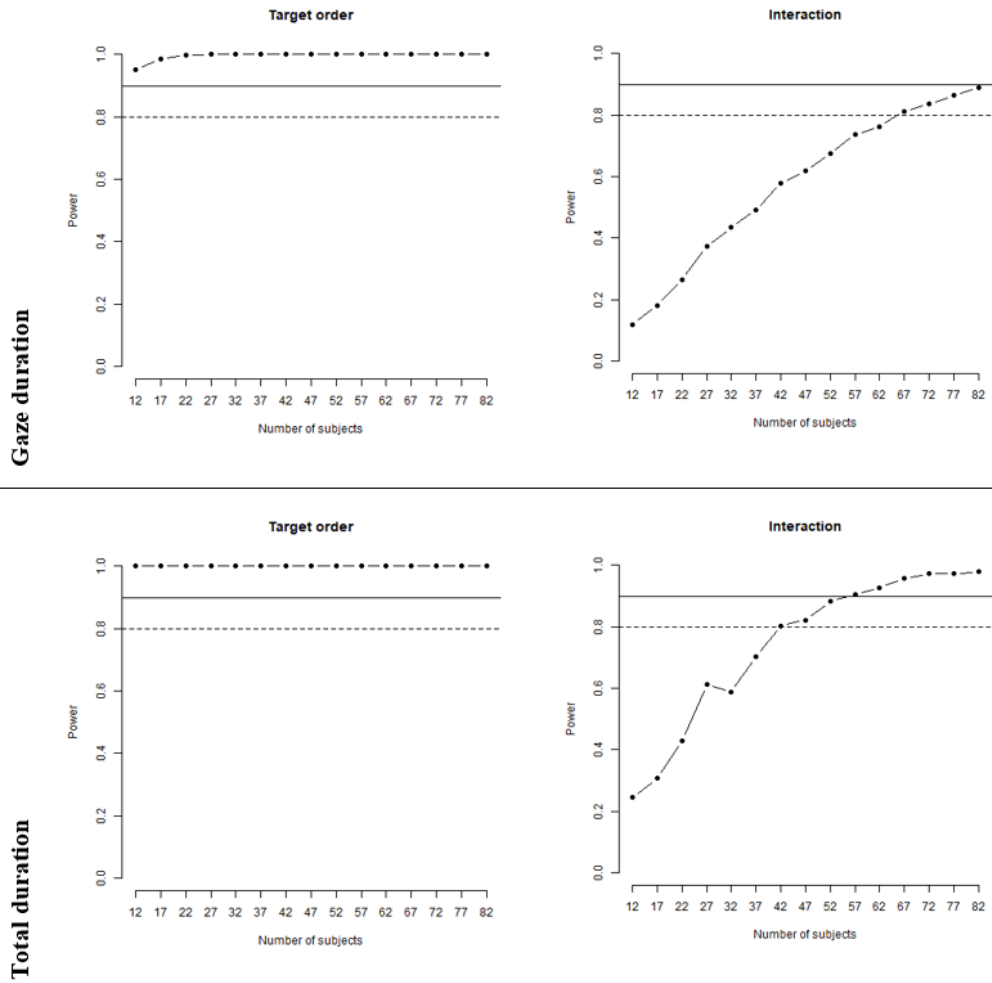 Target order
Interaction
Gaze duration
Power
0.0 0.2 0.4 0.6 0.8 1.0
12 17 22 27 32 37 42 47 52 57 62 67 72 77 82
Number of subjects
Power
0.0 0.2 0.4 0.6 0.8 1.0
12 17 22 27 32 37 42 47 52 57 62 67 72 77 82
Number of subjects
Target order
Interaction
Total duration
Power
0.0 0.2 0.4 0.6 0.8 1.0
12 17 22 27 32 37 42 47 52 57 62 67 72 77 82
Number of subjects
Power
0.0 0.2 0.4 0.6 0.8 1.0
12 17 22 27 32 37 42 47 52 57 62 67 72 77 82
Number of subjects